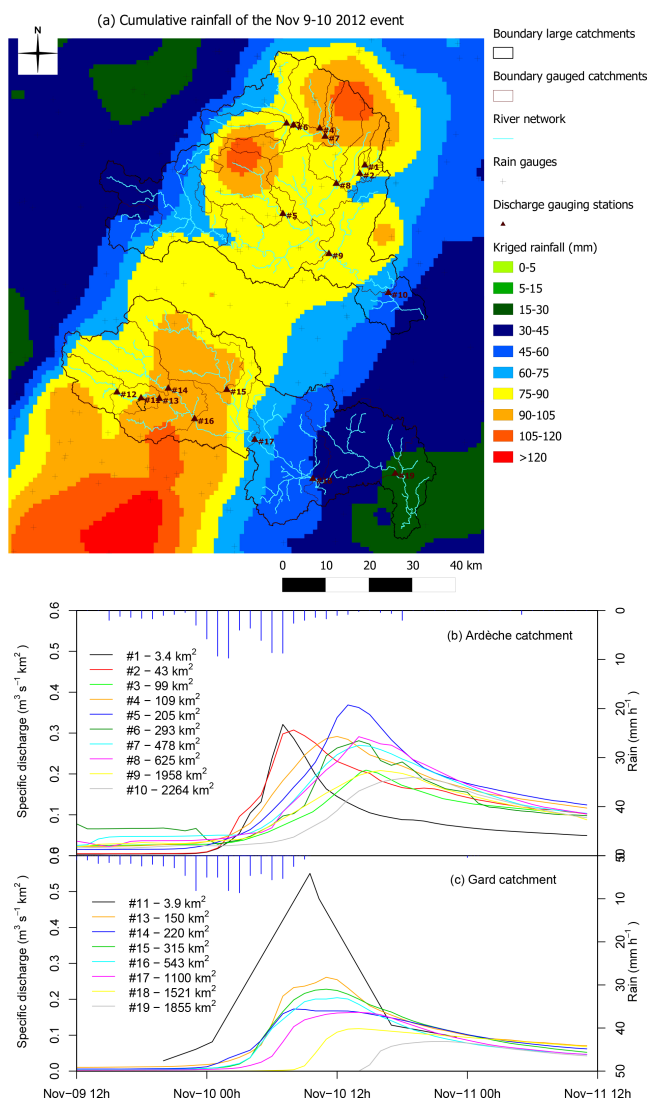 (a) Cumulative rainfall of the Nov 9-10 2012 event
N
#6
#4
#7
#1
#2
#8
#5
#9
#10
#12
#11
#13
#14
#15
#16
#17
#18
#19
0 10 20 30 40 km
Boundary large catchments
Boundary gauged catchments
River network
Rain gauges
Discharge gauging stations
Kriged rainfall (mm)
0-5
5-15
15-30
30-45
45-60
60-75
75-90
90-105
105-120
>120
(b) Ardèche catchment
Specific discharge (m³ s⁻¹ km²)
0.6
0.5
0.4
0.3
0.2
0.1
#1 − 3.4 km²
#2 − 43 km²
#3 − 99 km²
#4 − 109 km²
#5 − 205 km²
#6 − 293 km²
#7 − 478 km²
#8 − 625 km²
#9 − 1958 km²
#10 − 2264 km²
0
10
20
30
40
Rain (mm h⁻¹)
(c) Gard catchment
Specific discharge (m³ s⁻¹ km²)
0.5
0.4
0.3
0.2
0.1
0.0
#11 − 3.9 km²
#13 − 150 km²
#14 − 220 km²
#15 − 315 km²
#16 − 543 km²
#17 − 1100 km²
#18 − 1521 km²
#19 − 1855 km²
10
20
30
40
50
Rain (mm h⁻¹)
Nov−09 12h Nov−10 00h Nov−10 12h Nov−11 00h Nov−11 12h